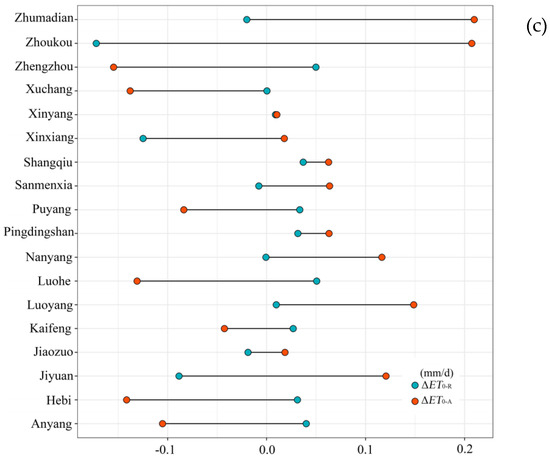 (c)
Zhumadian
Zhoukou
Zhengzhou
Xuchang
Xinyang
Xinxiang
Shangqiu
Sanmenxia
Puyang
Pingdingshan
Nanyang
Luohe
Luoyang
Kaifeng
Jiaozuo
Jiyuan
Hebi
Anyang
(mm/d)
ΔET0-R
ΔET0-A
-0.1 0.0 0.1 0.2